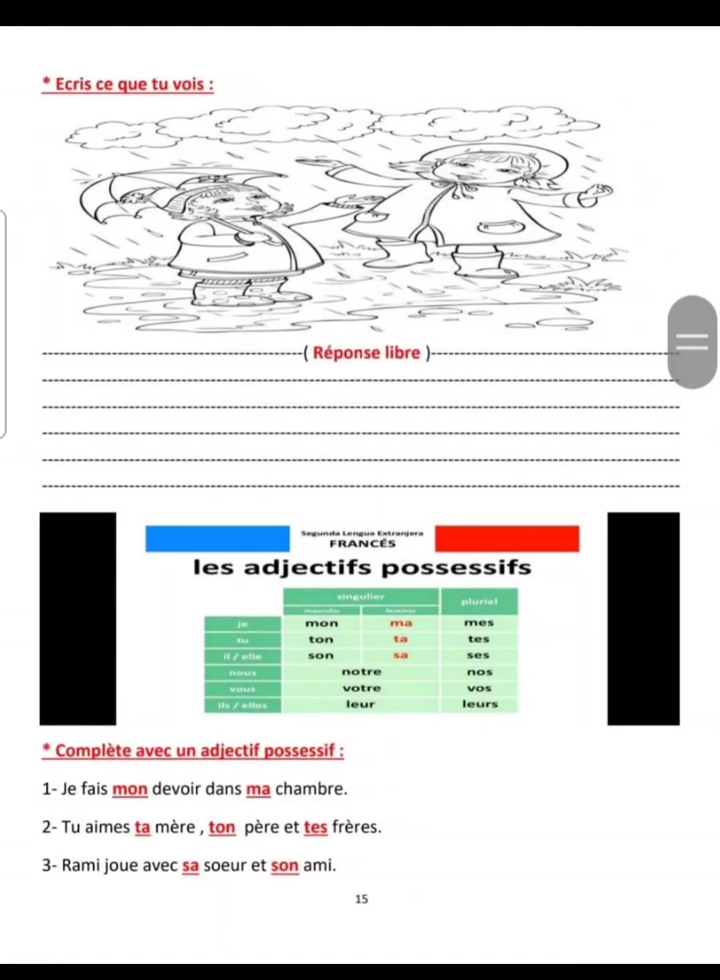 * Ecris ce que tu vois :
( Réponse libre )
Segunda Lengua Extranjera
FRANCÉS
les adjectifs possessifs
singulier pluriel
masculin féminin
je mon ma mes
tu ton ta tes
il / elle son sa ses
nous notre nos
vous votre vos
ils / elles leur leurs
* Complète avec un adjectif possessif :
1- Je fais mon devoir dans ma chambre.
2- Tu aimes ta mère , ton père et tes frères.
3- Rami joue avec sa soeur et son ami.
15